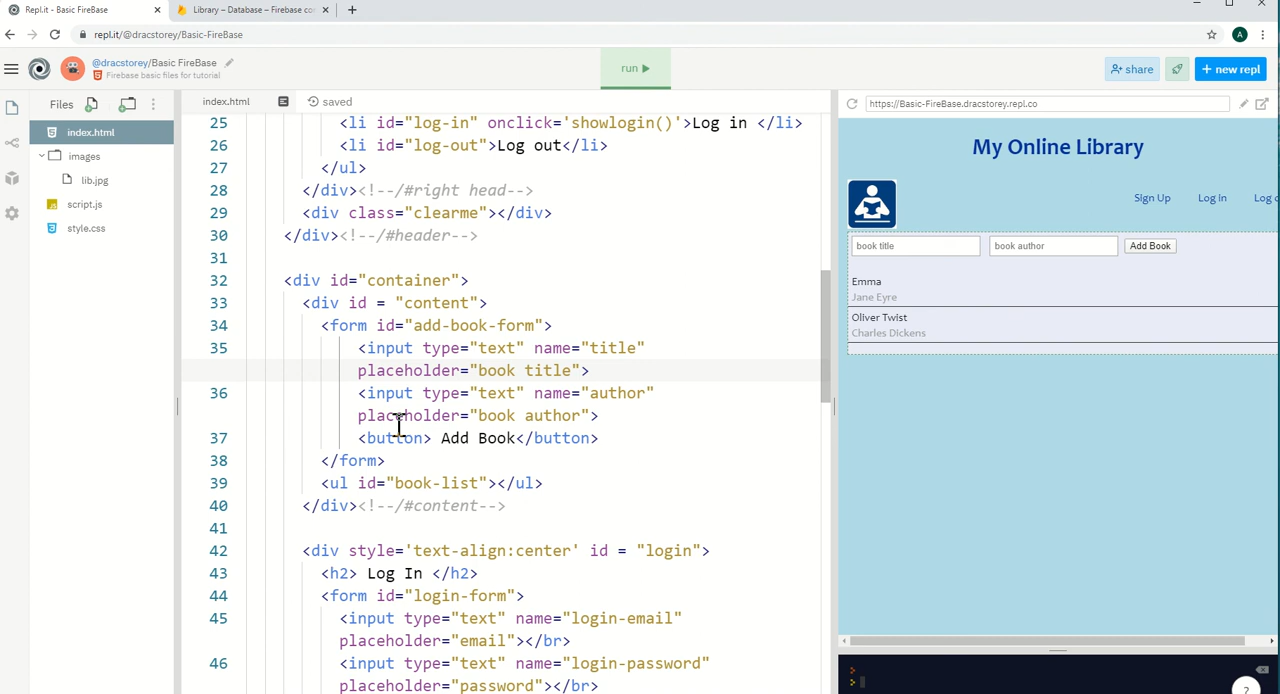 Repl.it - Basic FireBase
Library – Database – Firebase co
repl.it/@dracstorey/Basic-FireBase
A
@dracstorey/Basic FireBase
Firebase basic files for tutorial
run
share
+ new repl
Files
index.html
images
lib.jpg
script.js
style.css
index.html
saved
25 <li id="log-in" onclick='showlogin()'>Log in </li>
26 <li id="log-out">Log out</li>
27 </ul>
28 </div><!--/#right head-->
29 <div class="clearme"></div>
30 </div><!--/#header-->
31
32 <div id="container">
33 <div id = "content">
34 <form id="add-book-form">
35 <input type="text" name="title"
placeholder="book title">
36 <input type="text" name="author"
placeholder="book author">
37 <button> Add Book</button>
38 </form>
39 <ul id="book-list"></ul>
40 </div><!--/#content-->
41
42 <div style='text-align:center' id = "login">
43 <h2> Log In </h2>
44 <form id="login-form">
45 <input type="text" name="login-email"
placeholder="email"></br>
46 <input type="text" name="login-password"
placeholder="password"></br>
https://Basic-FireBase.dracstorey.repl.co
My Online Library
Sign Up Log In Log
book title book author Add Book
Emma
Jane Eyre
Oliver Twist
Charles Dickens
>
>
?